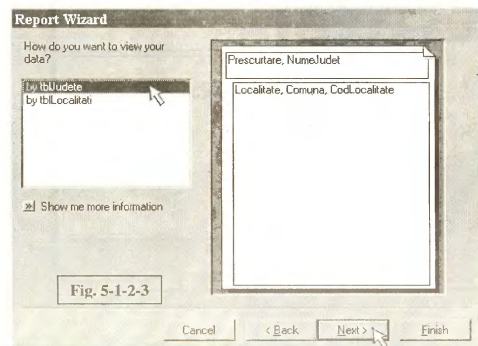 Report Wizard
How do you want to view your
data?
by tblJudete
by tblLocalitati
Show me more information
Prescurtare, NumeJudet
Localitate, Comuna, CodLocalitate
Fig. 5-1-2-3
Cancel
< Back
Next >
Finish